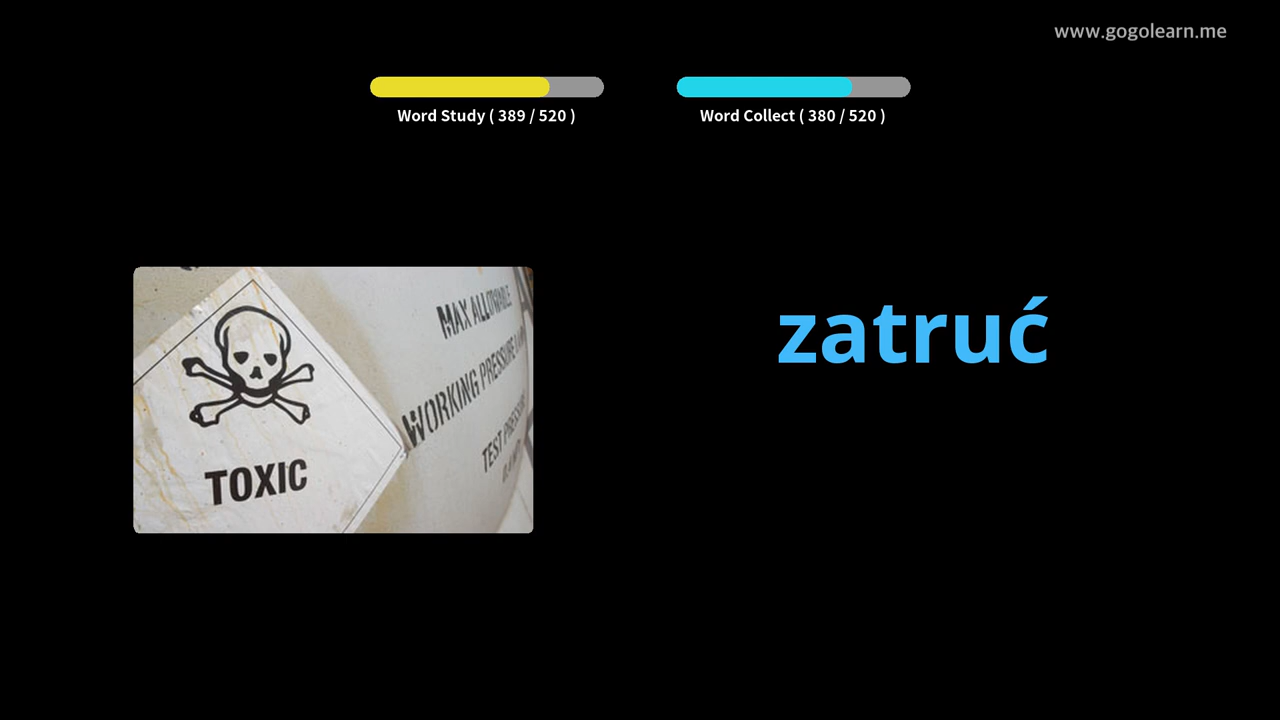 www.gogolearn.me
Word Study ( 389 / 520 )
Word Collect ( 380 / 520 )
zatruć
MAX ALLOWABLE
WORKING PRESSURE
TEST PRESSURE
TOXIC